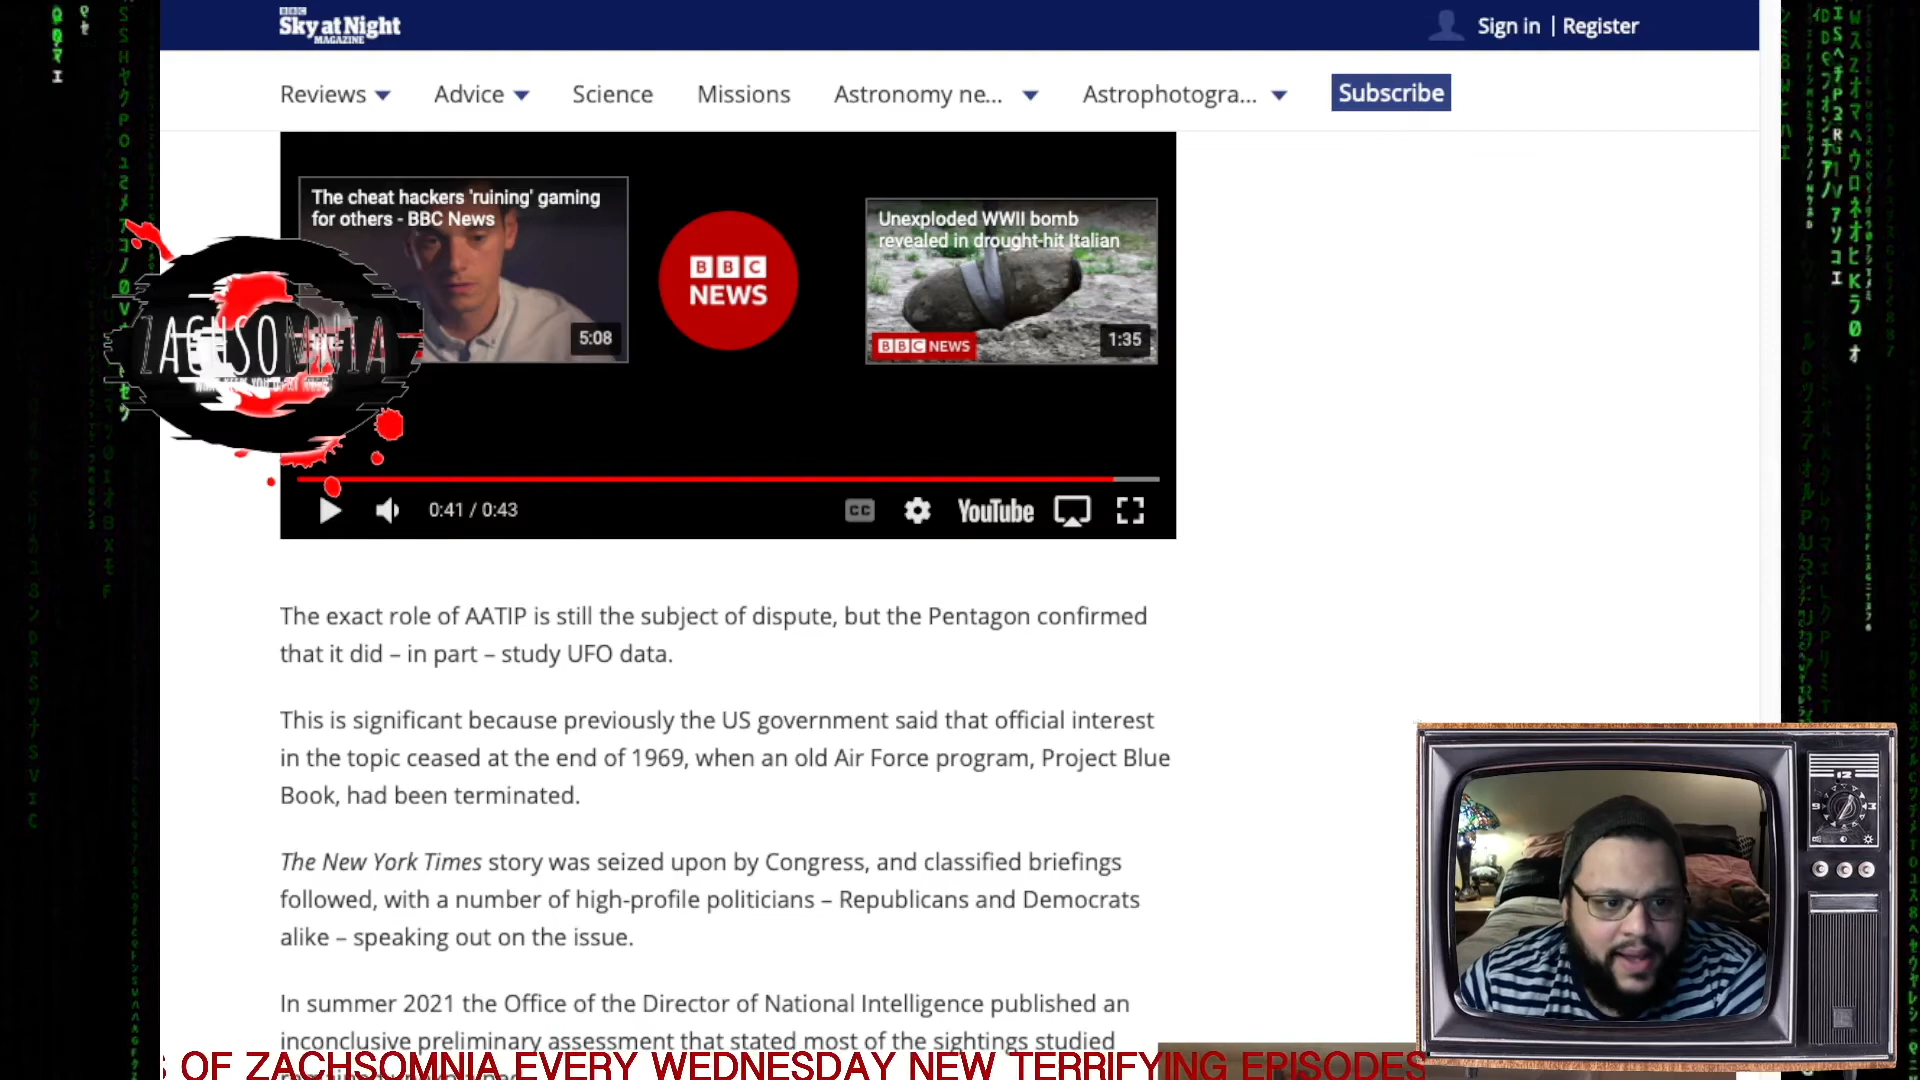 BBC
Sky at Night
MAGAZINE
Sign in | Register
Reviews
Advice
Science
Missions
Astronomy ne...
Astrophotogra...
Subscribe
The cheat hackers 'ruining' gaming
for others - BBC News
5:08
BBC
NEWS
Unexploded WWII bomb
revealed in drought-hit Italian
BBC NEWS
1:35
ZACHSOMNIA
0:41 / 0:43
CC
YouTube
The exact role of AATIP is still the subject of dispute, but the Pentagon confirmed
that it did – in part – study UFO data.
This is significant because previously the US government said that official interest
in the topic ceased at the end of 1969, when an old Air Force program, Project Blue
Book, had been terminated.
The New York Times story was seized upon by Congress, and classified briefings
followed, with a number of high-profile politicians – Republicans and Democrats
alike – speaking out on the issue.
In summer 2021 the Office of the Director of National Intelligence published an
inconclusive preliminary assessment that stated most of the sightings studied
12
9
3
S OF ZACHSOMNIA EVERY WEDNESDAY NEW TERRIFYING EPISODES